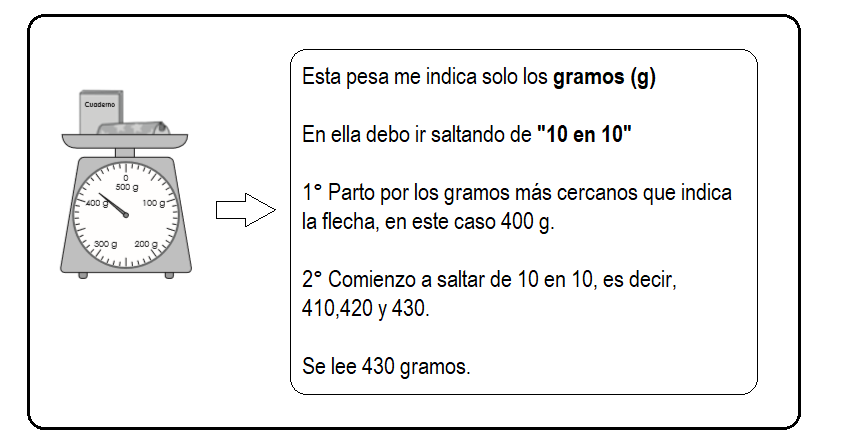 Cuaderno
0
500 g
400 g
100 g
300 g
200 g
Esta pesa me indica solo los gramos (g)
En ella debo ir saltando de "10 en 10"
1° Parto por los gramos más cercanos que indica
la flecha, en este caso 400 g.
2° Comienzo a saltar de 10 en 10, es decir,
410,420 y 430.
Se lee 430 gramos.